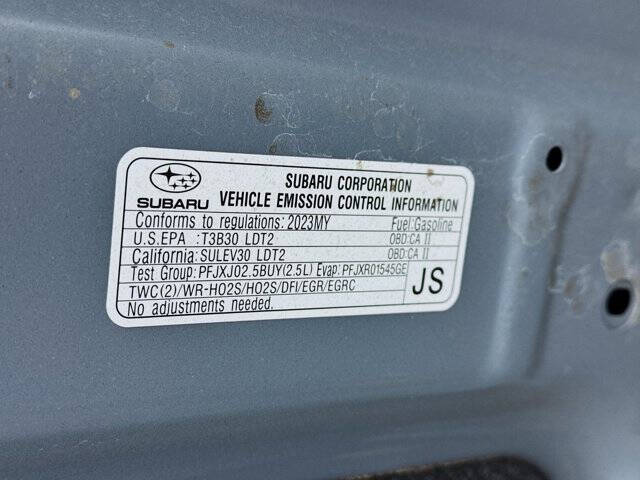 SUBARU CORPORATION
SUBARU VEHICLE EMISSION CONTROL INFORMATION
Conforms to regulations: 2023MY Fuel: Gasoline
U.S.EPA :T3B30 LDT2 OBD:CA II
California: SULEV30 LDT2 OBD:CA II
Test Group: PFJXJ02.5BUY(2.5L) Evap: PFJXR01545GE
TWC(2)/WR-HO2S/HO2S/DFI/EGR/EGRC JS
No adjustments needed.